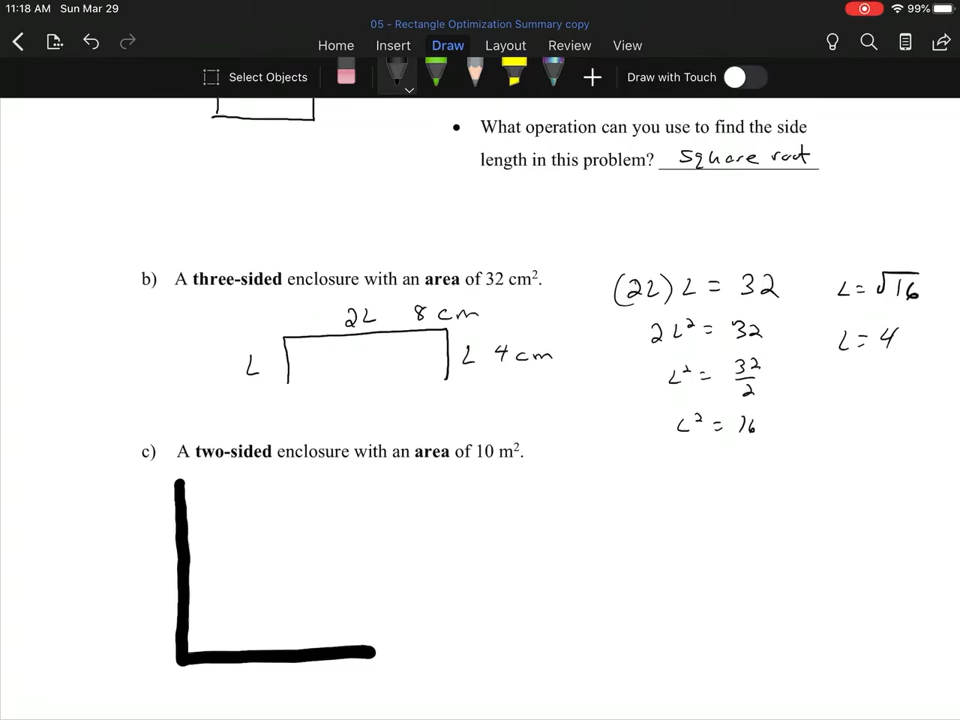 11:18 AM Sun Mar 29
99%
05 - Rectangle Optimization Summary copy
Home Insert Draw Layout Review View
Select Objects
Draw with Touch
• What operation can you use to find the side
length in this problem? square root
b) A three-sided enclosure with an area of 32 cm².
2L 8 cm
L
L 4 cm
(2L) L = 32
2L² = 32
L² = 32/2
L² = 16
L = √16
L = 4
c) A two-sided enclosure with an area of 10 m².